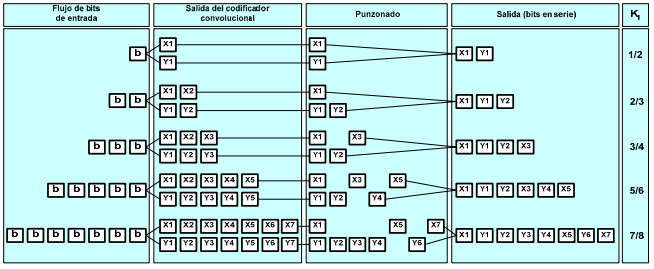 Flujo de bits
de entrada
Salida del codificador
convolucional
Punzonado
Salida (bits en serie)
K1
X1 X1
b X1 Y1 1/2
Y1 Y1
X1 X2 X1
b b X1 Y1 Y2 2/3
Y1 Y2 Y1 Y2
X1 X2 X3 X1 X3
b b b X1 Y1 Y2 X3 3/4
Y1 Y2 Y3 Y1 Y2
X1 X2 X3 X4 X5 X1 X3 X5
b b b b b X1 Y1 Y2 Y3 Y4 X5 5/6
Y1 Y2 Y3 Y4 Y5 Y1 Y2 Y4
X1 X2 X3 X4 X5 X6 X7 X1 X5 X7
b b b b b b b X1 Y1 Y2 Y3 Y4 X5 Y6 X7 7/8
Y1 Y2 Y3 Y4 Y5 Y6 Y7 Y1 Y2 Y3 Y4 Y6